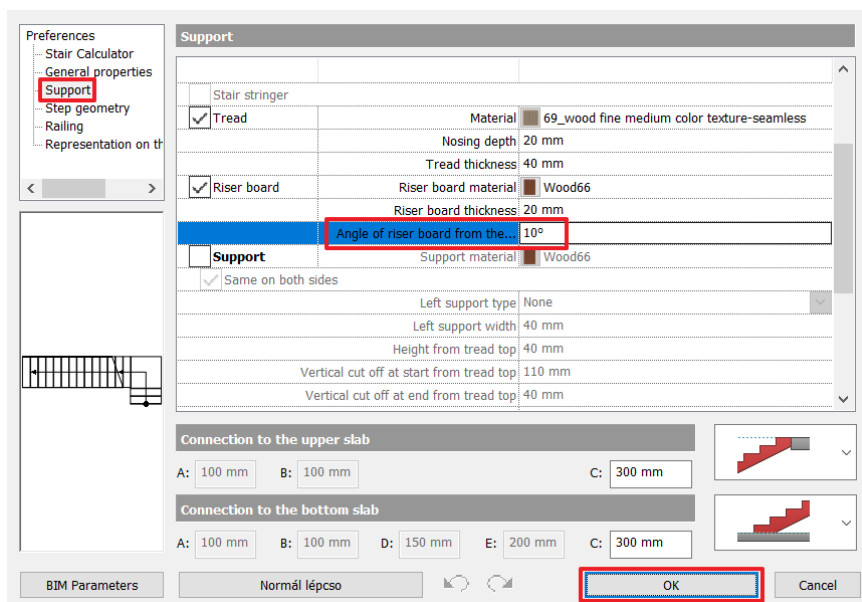 Preferences
Stair Calculator
General properties
Support
Step geometry
Railing
Representation on th
Support
Stair stringer
Tread Material 69_wood fine medium color texture-seamless
Nosing depth 20 mm
Tread thickness 40 mm
Riser board Riser board material Wood66
Riser board thickness 20 mm
Angle of riser board from the... 10º
Support Support material Wood66
Same on both sides
Left support type None
Left support width 40 mm
Height from tread top 40 mm
Vertical cut off at start from tread top 110 mm
Vertical cut off at end from tread top 40 mm
Connection to the upper slab
A: 100 mm B: 100 mm C: 300 mm
Connection to the bottom slab
A: 100 mm B: 100 mm D: 150 mm E: 200 mm C: 300 mm
BIM Parameters Normál lépcso OK Cancel